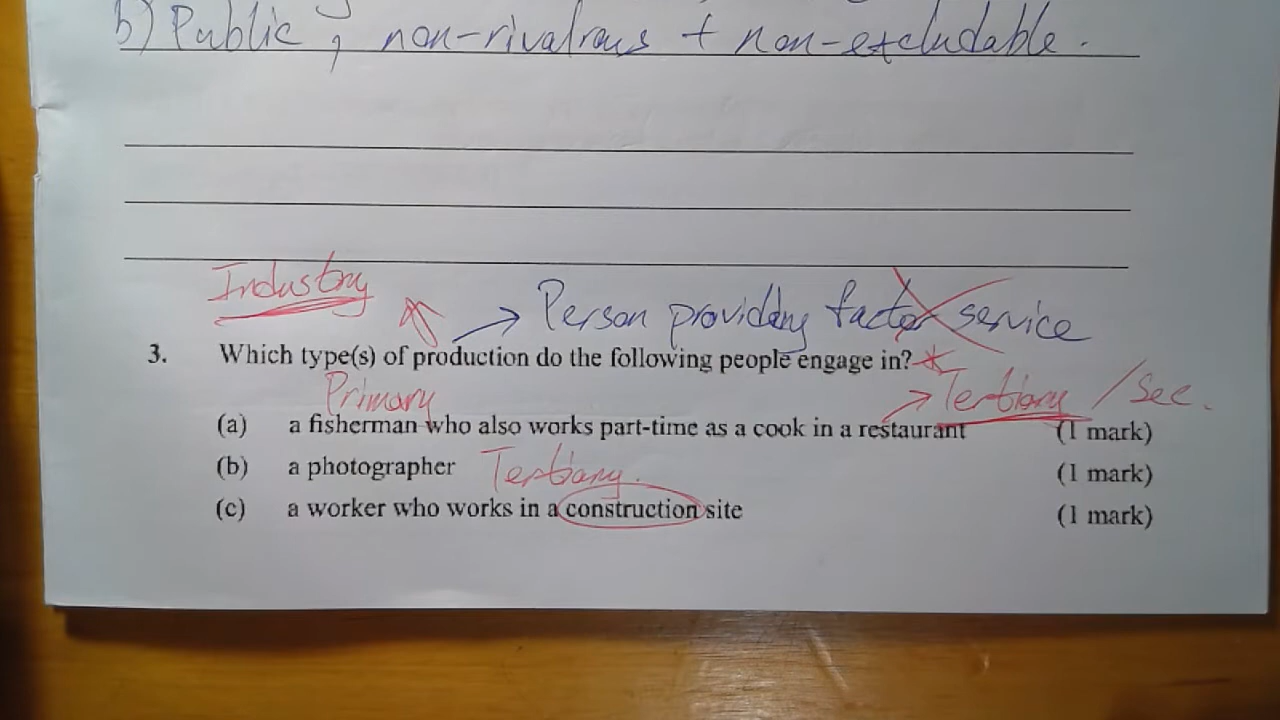 b) Public, non-rivalrous + non-excludable.
Industry
→ Person providing factor service
3. Which type(s) of production do the following people engage in?
Primary
→ Tertiary / Sec.
(a) a fisherman who also works part-time as a cook in a restaurant (1 mark)
(b) a photographer Tertiary. (1 mark)
(c) a worker who works in a construction site (1 mark)